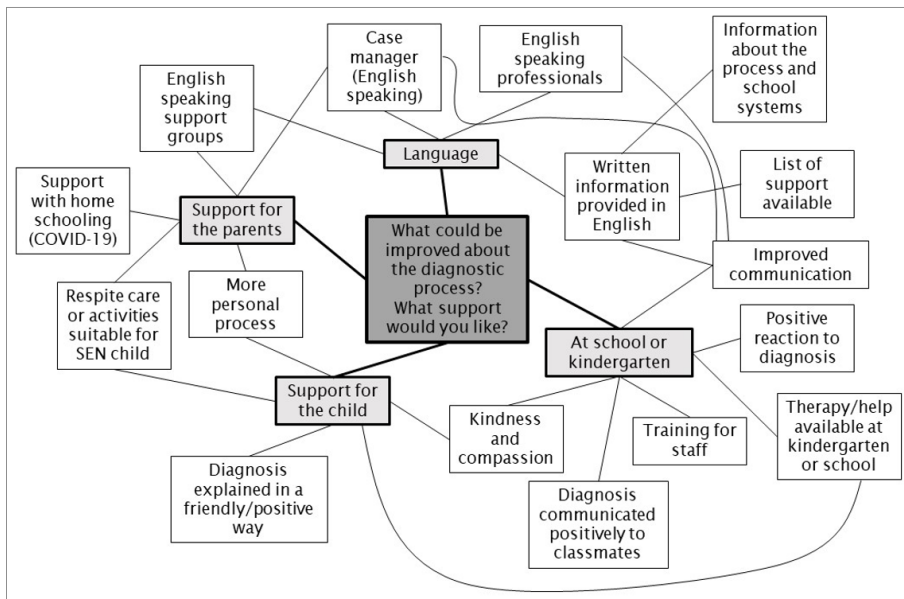 Case
manager
(English
speaking)
English
speaking
professionals
Information
about the
process and
school
systems
English
speaking
support
groups
Language
Written
information
provided in
English
List of
support
available
Support
with home
schooling
(COVID-19)
Support for
the parents
What could be
improved about
the diagnostic
process?
What support
would you like?
Improved
communication
Respite care
or activities
suitable for
SEN child
More
personal
process
At school or
kindergarten
Positive
reaction to
diagnosis
Support for
the child
Kindness
and
compassion
Training for
staff
Therapy/help
available at
kindergarten
or school
Diagnosis
explained in a
friendly/positive
way
Diagnosis
communicated
positively to
classmates